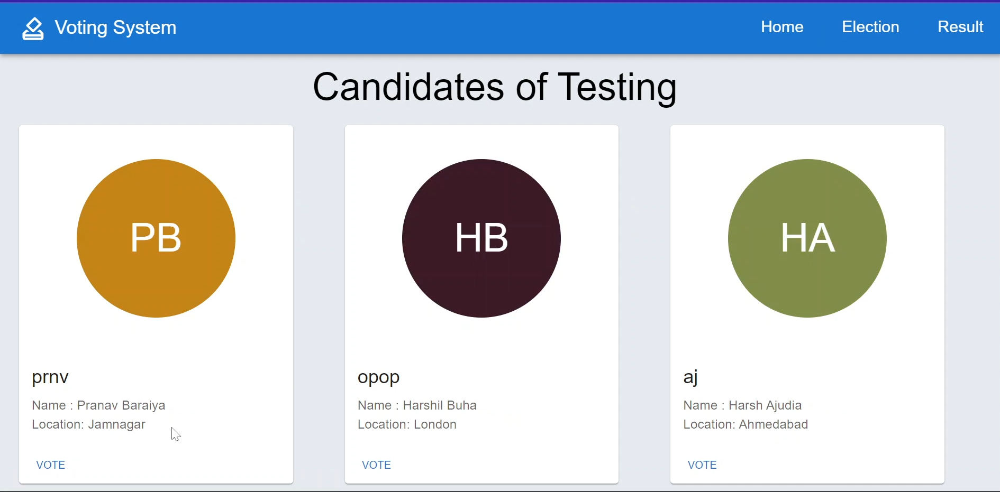 Voting System
Home
Election
Result
Candidates of Testing
PB
prnv
Name : Pranav Baraiya
Location: Jamnagar
VOTE
HB
opop
Name : Harshil Buha
Location: London
VOTE
HA
aj
Name : Harsh Ajudia
Location: Ahmedabad
VOTE